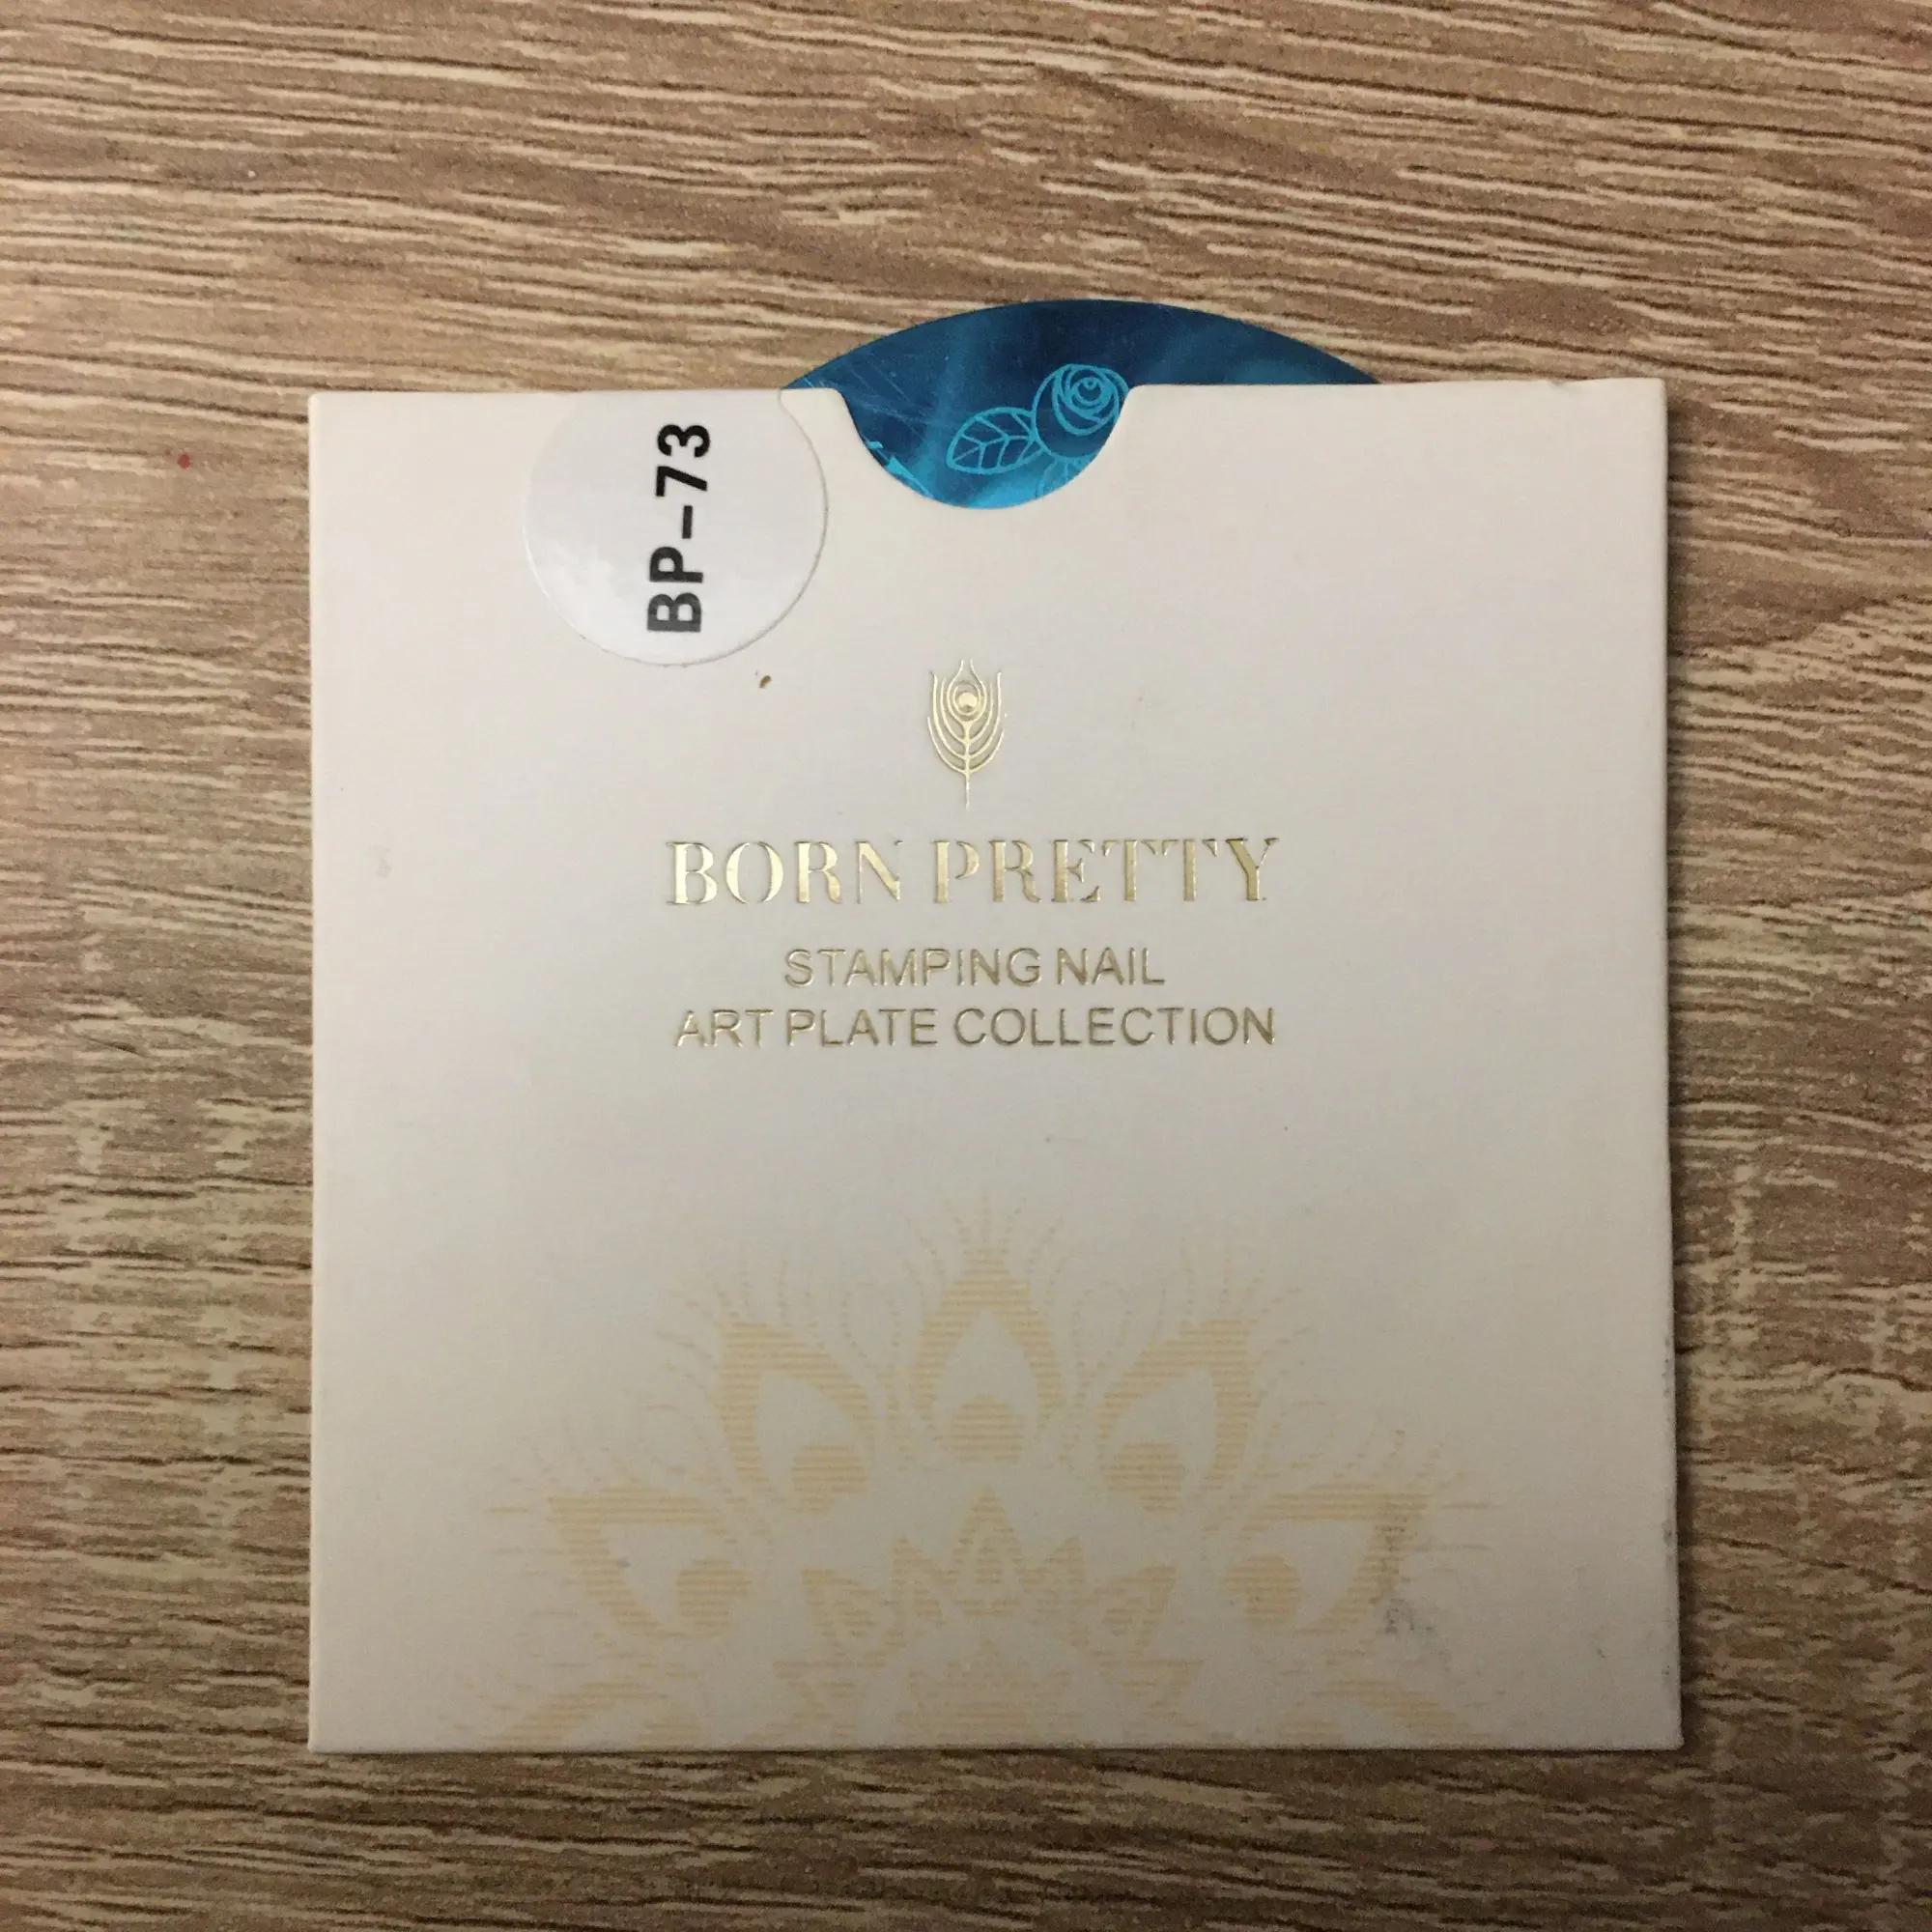 BP-73
BORN PRETTY
STAMPING NAIL
ART PLATE COLLECTION